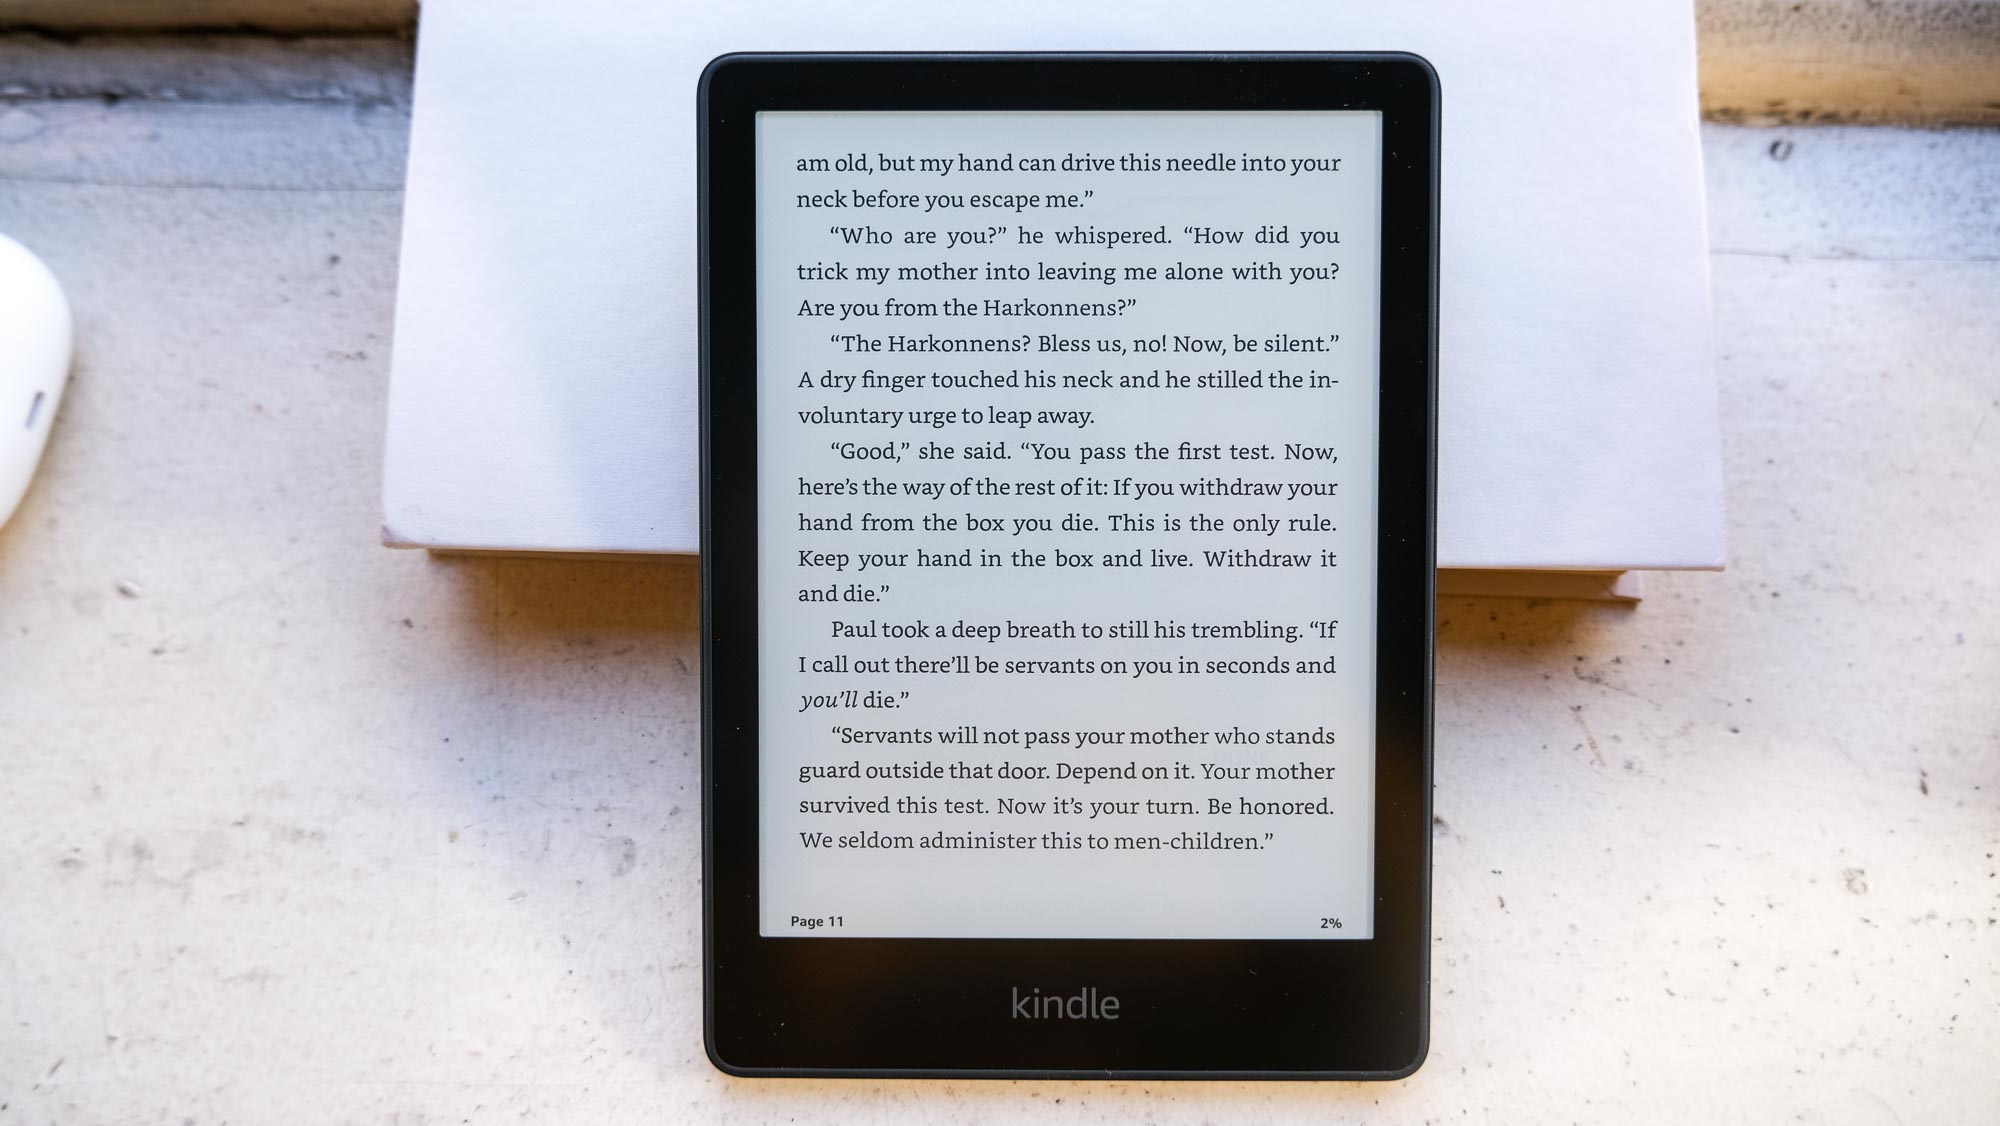 am old, but my hand can drive this needle into your
neck before you escape me.”
“Who are you?” he whispered. “How did you
trick my mother into leaving me alone with you?
Are you from the Harkonnens?”
“The Harkonnens? Bless us, no! Now, be silent.”
A dry finger touched his neck and he stilled the in-
voluntary urge to leap away.
“Good,” she said. “You pass the first test. Now,
here’s the way of the rest of it: If you withdraw your
hand from the box you die. This is the only rule.
Keep your hand in the box and live. Withdraw it
and die.”
Paul took a deep breath to still his trembling. “If
I call out there’ll be servants on you in seconds and
you’ll die.”
“Servants will not pass your mother who stands
guard outside that door. Depend on it. Your mother
survived this test. Now it’s your turn. Be honored.
We seldom administer this to men-children.”
Page 11 2%
kindle